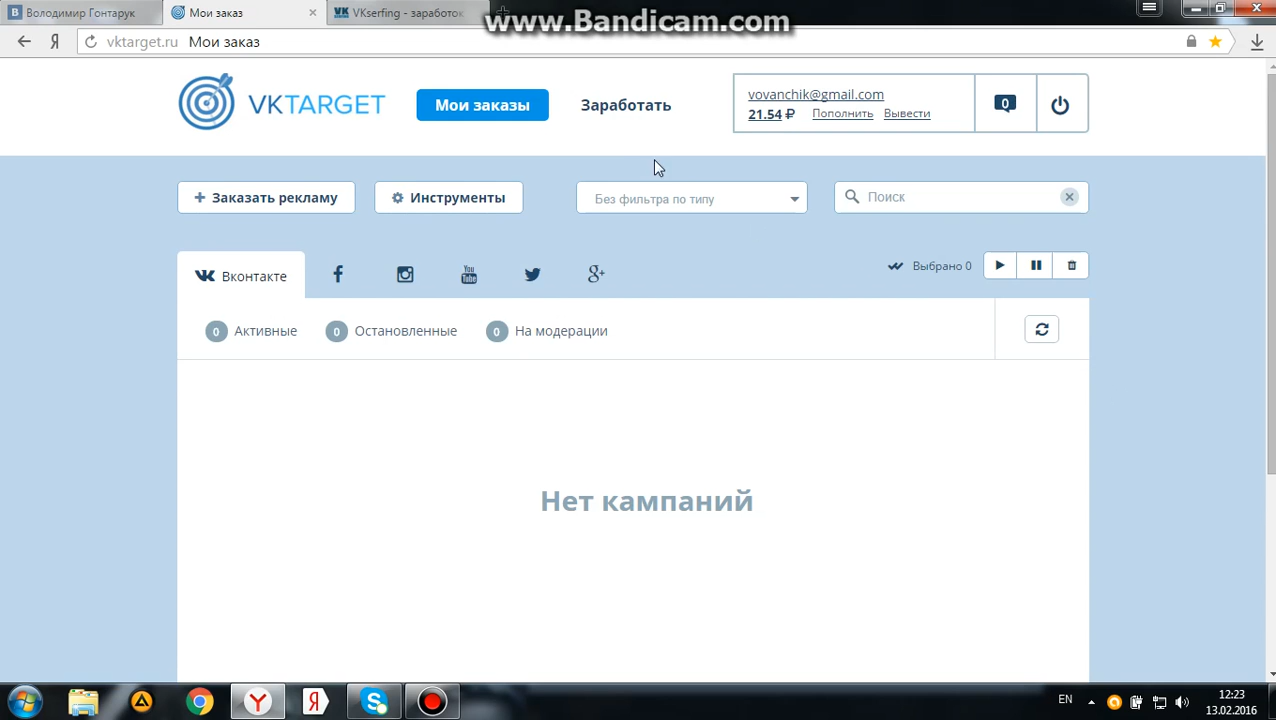 Володимир Гонтарук
Мои заказ
VKserfing - заработок
www.Bandicam.com
vktarget.ru Мои заказ
VKTARGET
Мои заказы
Заработать
vovanchik@gmail.com
21.54 ₽ Пополнить Вывести
0
+ Заказать рекламу
Инструменты
Без фильтра по типу
Поиск
Вконтакте
You Tube
Выбрано 0
0 Активные
0 Остановленные
0 На модерации
Нет кампаний
EN
12:23
13.02.2016